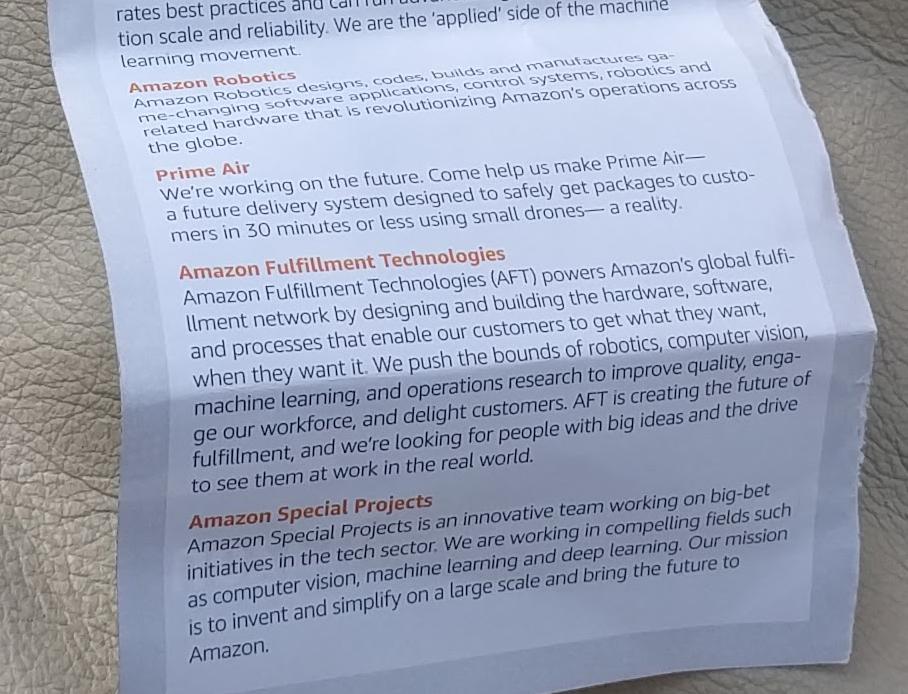 rates best practices and can
tion scale and reliability. We are the ‘applied’ side of the machine
learning movement.
Amazon Robotics
Amazon Robotics designs, codes, builds and manufactures ga-
me-changing software applications, control systems, robotics and
related hardware that is revolutionizing Amazon’s operations across
the globe.
Prime Air
We’re working on the future. Come help us make Prime Air—
a future delivery system designed to safely get packages to custo-
mers in 30 minutes or less using small drones— a reality.
Amazon Fulfillment Technologies
Amazon Fulfillment Technologies (AFT) powers Amazon’s global fulfi-
llment network by designing and building the hardware, software,
and processes that enable our customers to get what they want,
when they want it. We push the bounds of robotics, computer vision,
machine learning, and operations research to improve quality, enga-
ge our workforce, and delight customers. AFT is creating the future of
fulfillment, and we’re looking for people with big ideas and the drive
to see them at work in the real world.
Amazon Special Projects
Amazon Special Projects is an innovative team working on big-bet
initiatives in the tech sector. We are working in compelling fields such
as computer vision, machine learning and deep learning. Our mission
is to invent and simplify on a large scale and bring the future to
Amazon.